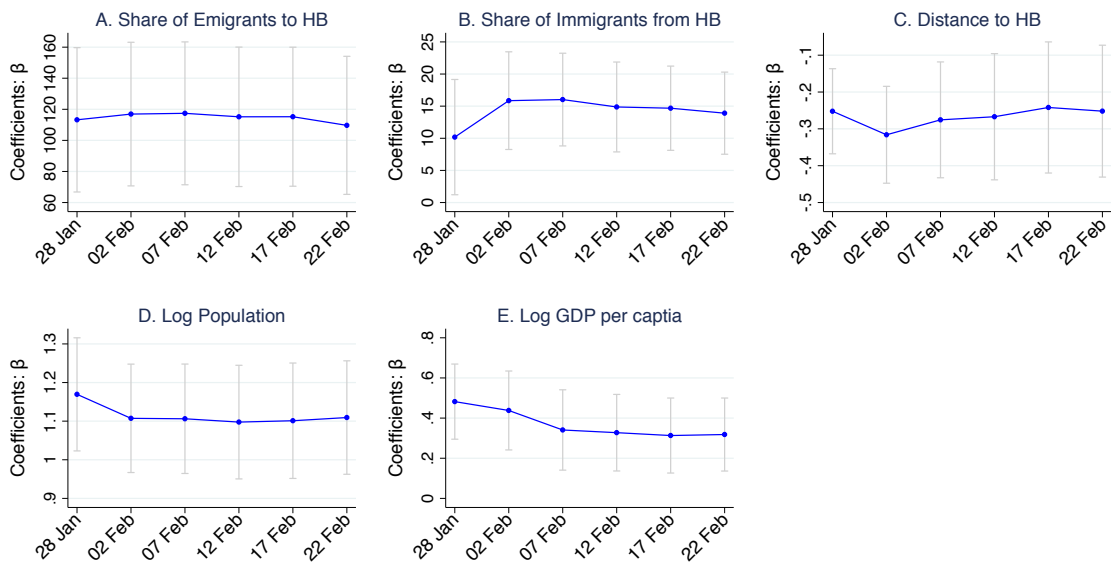 A. Share of Emigrants to HB
Coefficients: β
160
140
120
100
80
60
28 Jan
02 Feb
07 Feb
12 Feb
17 Feb
22 Feb
B. Share of Immigrants from HB
Coefficients: β
25
20
15
10
5
0
28 Jan
02 Feb
07 Feb
12 Feb
17 Feb
22 Feb
C. Distance to HB
Coefficients: β
-.1
-.2
-.3
-.4
-.5
28 Jan
02 Feb
07 Feb
12 Feb
17 Feb
22 Feb
D. Log Population
Coefficients: β
1.3
1.2
1.1
1
.9
28 Jan
02 Feb
07 Feb
12 Feb
17 Feb
22 Feb
E. Log GDP per captia
Coefficients: β
.8
.6
.4
.2
0
28 Jan
02 Feb
07 Feb
12 Feb
17 Feb
22 Feb